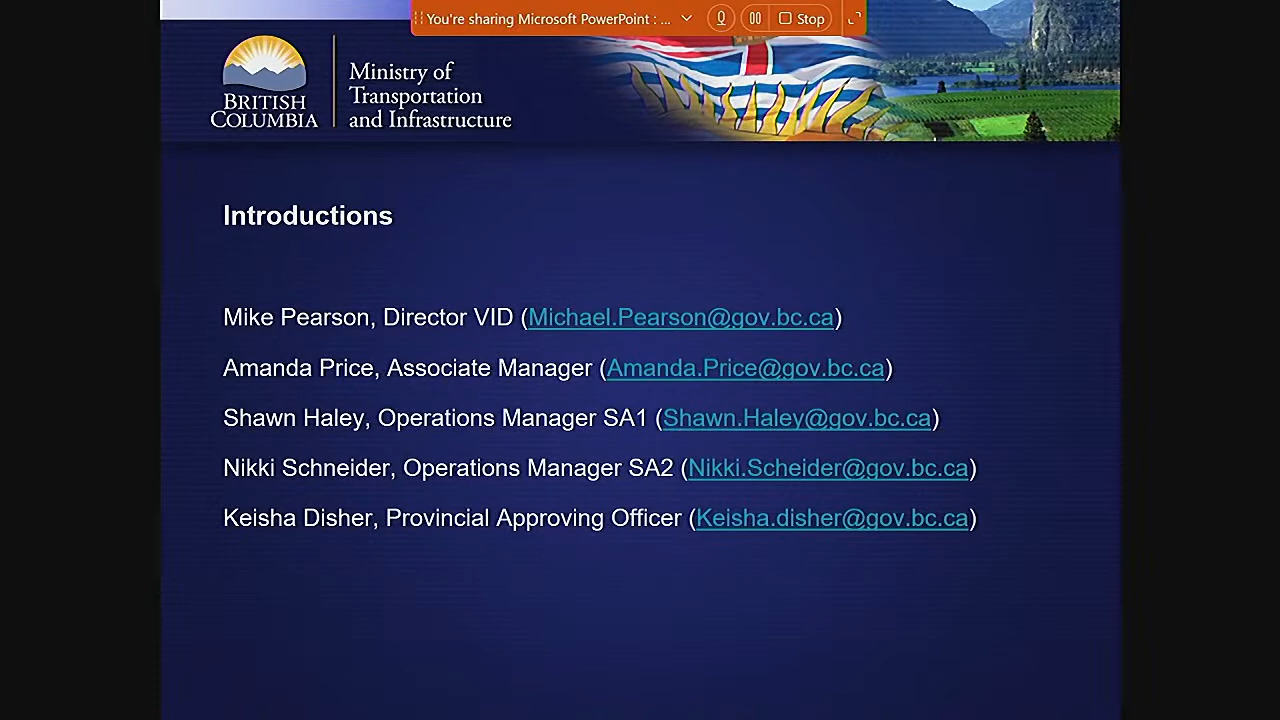 You're sharing Microsoft PowerPoint : ...
Stop
BRITISH
COLUMBIA
Ministry of
Transportation
and Infrastructure
Introductions
Mike Pearson, Director VID (Michael.Pearson@gov.bc.ca)
Amanda Price, Associate Manager (Amanda.Price@gov.bc.ca)
Shawn Haley, Operations Manager SA1 (Shawn.Haley@gov.bc.ca)
Nikki Schneider, Operations Manager SA2 (Nikki.Scheider@gov.bc.ca)
Keisha Disher, Provincial Approving Officer (Keisha.disher@gov.bc.ca)